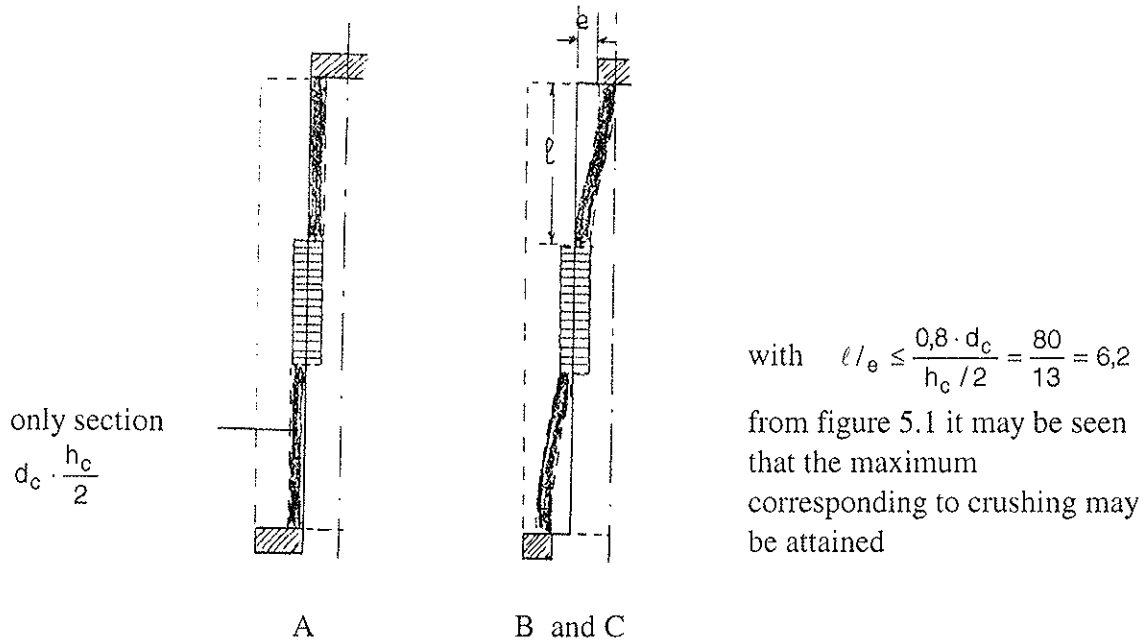 e
ℓ
with ℓ/e ≤ 0,8 · d_c / h_c /2 = 80/13 = 6,2
from figure 5.1 it may be seen
that the maximum
corresponding to crushing may
be attained
only section
d_c · h_c/2
A
B and C